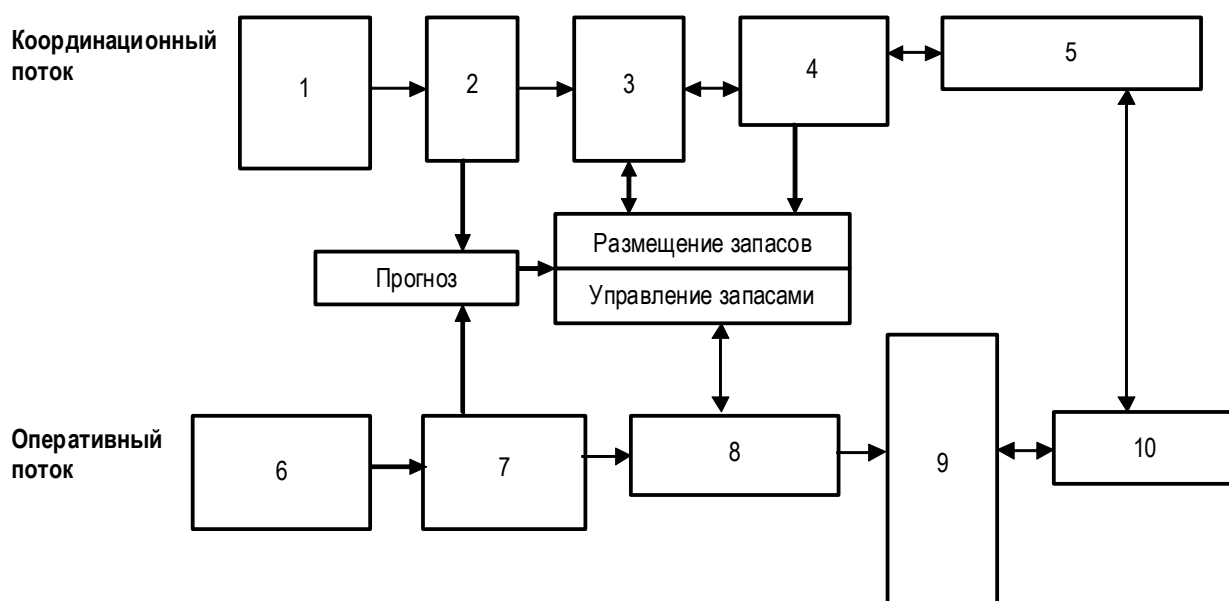 Координационный
поток
1
2
3
4
5
Размещение запасов
Прогноз
Управление запасами
Оперативный
поток
6
7
8
9
10